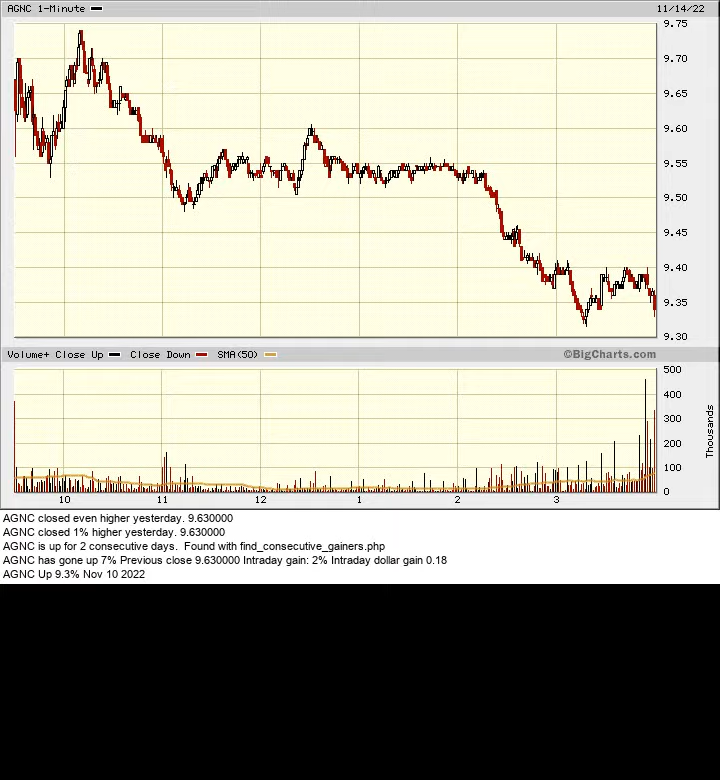 AGNC 1-Minute 11/14/22
9.75
9.70
9.65
9.60
9.55
9.50
9.45
9.40
9.35
9.30
Volume+ Close Up Close Down SMA(50) ©BigCharts.com
500
400
300
200
100
0
Thousands
10 11 12 1 2 3
AGNC closed even higher yesterday. 9.630000
AGNC closed 1% higher yesterday. 9.630000
AGNC is up for 2 consecutive days. Found with find_consecutive_gainers.php
AGNC has gone up 7% Previous close 9.630000 Intraday gain: 2% Intraday dollar gain 0.18
AGNC Up 9.3% Nov 10 2022